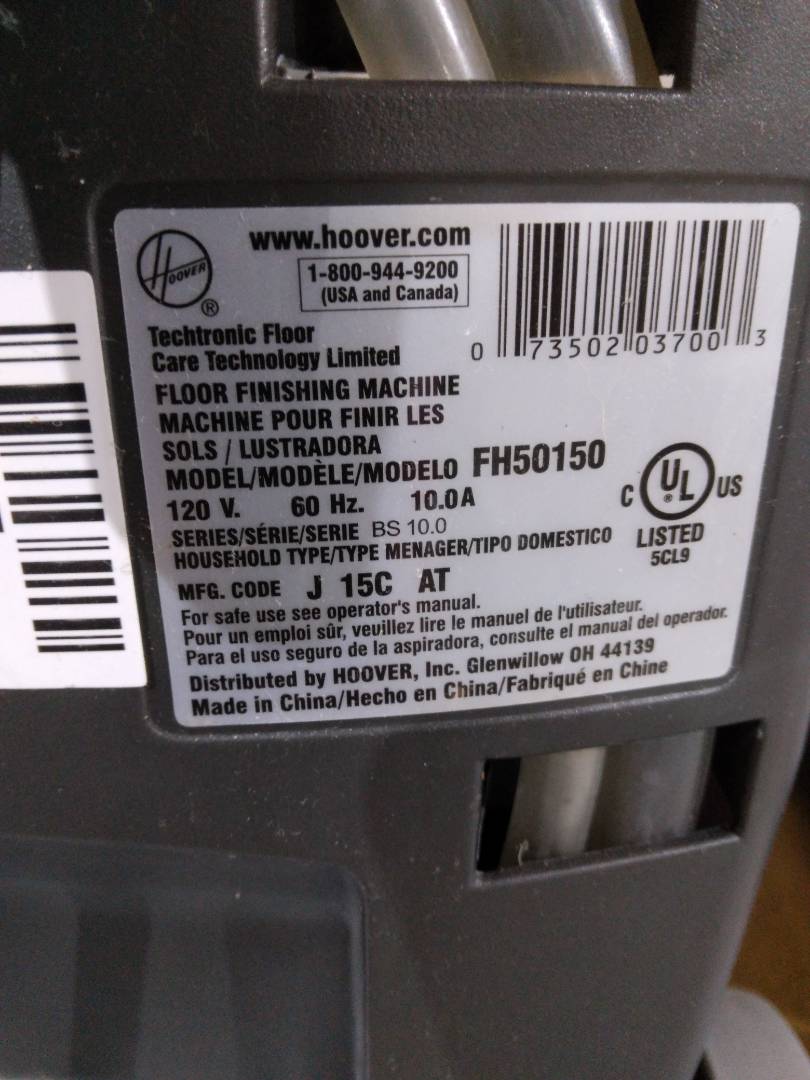 HOOVER
®
www.hoover.com
1-800-944-9200
(USA and Canada)
0 73502 03700 3
Techtronic Floor
Care Technology Limited
FLOOR FINISHING MACHINE
MACHINE POUR FINIR LES
SOLS / LUSTRADORA
MODEL/MODÈLE/MODELO FH50150
120 V. 60 Hz. 10.0A
SERIES/SÉRIE/SERIE BS 10.0
HOUSEHOLD TYPE/TYPE MENAGER/TIPO DOMESTICO
C UL ® US
LISTED
5CL9
MFG. CODE J 15C AT
For safe use see operator's manual.
Pour un emploi sûr, veuillez lire le manuel de l'utilisateur.
Para el uso seguro de la aspiradora, consulte el manual del operador.
Distributed by HOOVER, Inc. Glenwillow OH 44139
Made in China/Hecho en China/Fabriqué en Chine